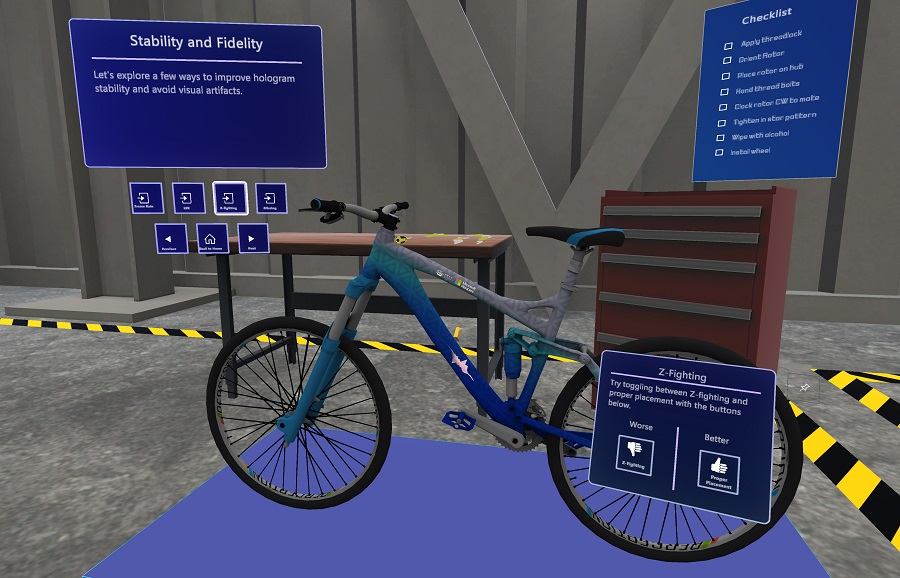 Stability and Fidelity
Let's explore a few ways to improve hologram
stability and avoid visual artifacts.
Z-Fighting
Previous
Back to Home
Next
Checklist
Apply threadlock
Orient Rotor
Place rotor on hub
Hand thread bolts
Clock rotor CW to mate
Tighten in star pattern
Wipe with alcohol
Install wheel
Z-Fighting
Try toggling between Z-fighting and
proper placement with the buttons
below.
Worse
Better
Z-Fighting
Proper
Placement